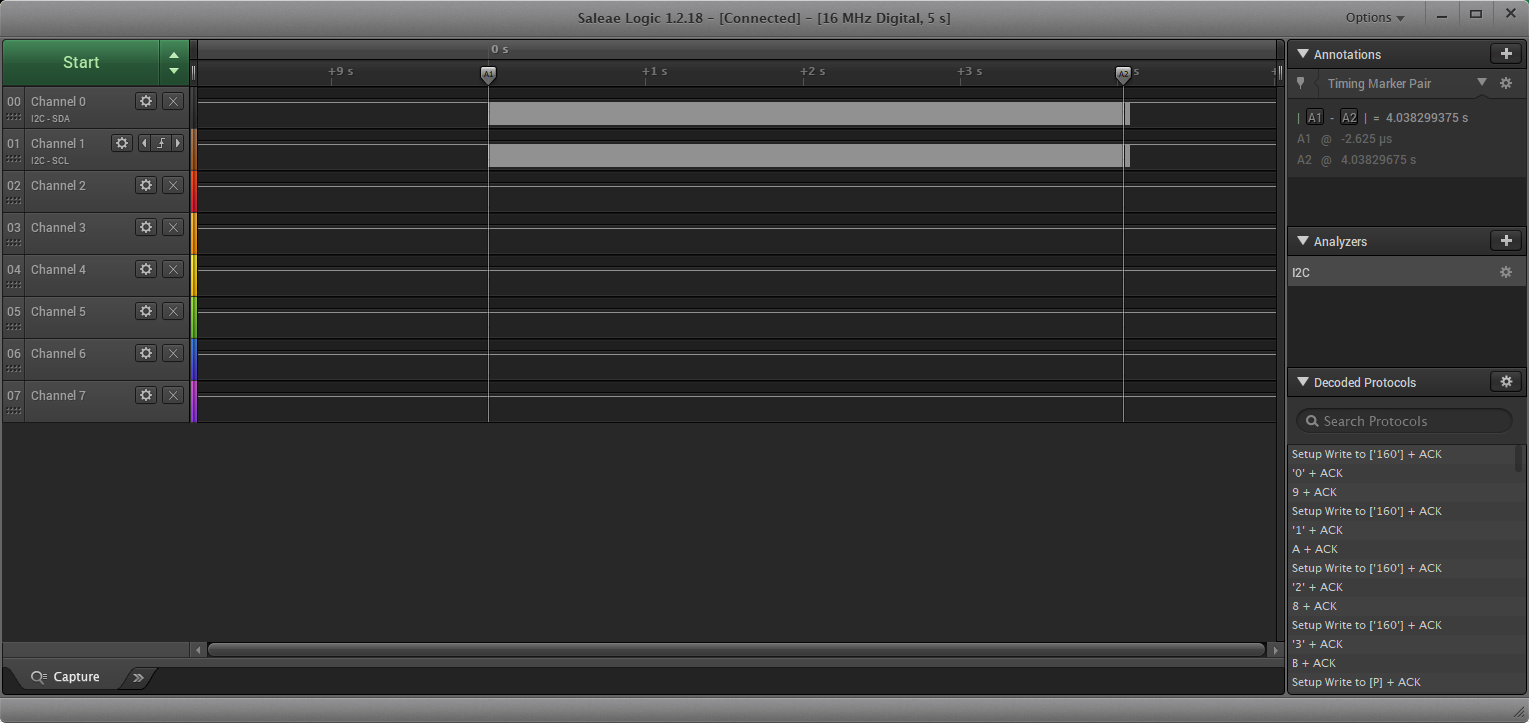 Saleae Logic 1.2.18 - [Connected] - [16 MHz Digital, 5 s]
Options
Start
0 s
+9 s
A1
+1 s
+2 s
+3 s
A2
s
+
00
Channel 0
I2C - SDA
01
Channel 1
I2C - SCL
02
Channel 2
03
Channel 3
04
Channel 4
05
Channel 5
06
Channel 6
07
Channel 7
Capture
Annotations
Timing Marker Pair
| A1 - A2 | = 4.038299375 s
A1 @ -2.625 µs
A2 @ 4.03829675 s
Analyzers
I2C
Decoded Protocols
Search Protocols
Setup Write to ['160'] + ACK
'0' + ACK
9 + ACK
Setup Write to ['160'] + ACK
'1' + ACK
A + ACK
Setup Write to ['160'] + ACK
'2' + ACK
8 + ACK
Setup Write to ['160'] + ACK
'3' + ACK
B + ACK
Setup Write to [P] + ACK